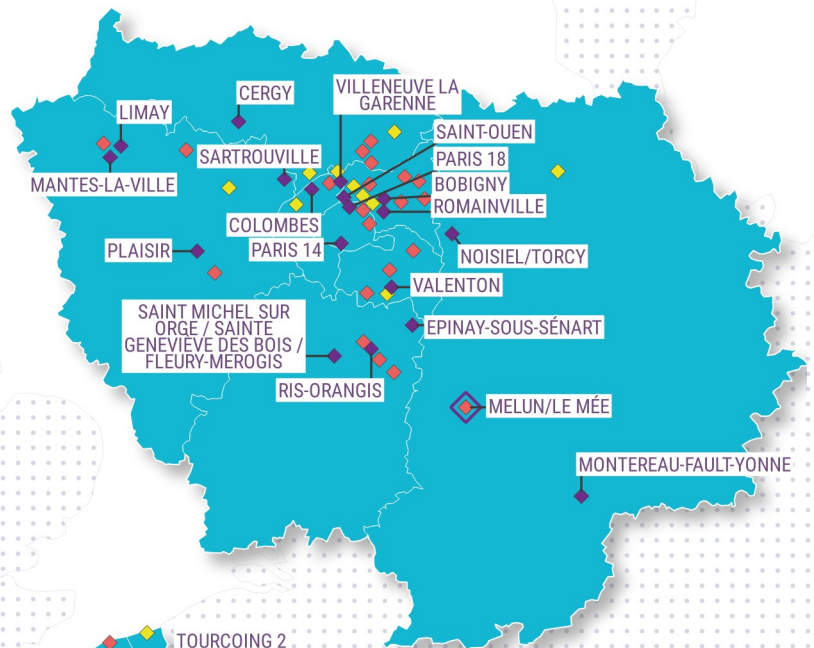 CERGY
VILLENEUVE LA
GARENNE
LIMAY
SAINT-OUEN
SARTROUVILLE
PARIS 18
MANTES-LA-VILLE
BOBIGNY
ROMAINVILLE
COLOMBES
PLAISIR
PARIS 14
NOISIEL/TORCY
VALENTON
SAINT MICHEL SUR
ORGE / SAINTE
GENEVIÈVE DES BOIS /
FLEURY-MEROGIS
EPINAY-SOUS-SÉNART
RIS-ORANGIS
MELUN/LE MÉE
MONTEREAU-FAULT-YONNE
TOURCOING 2